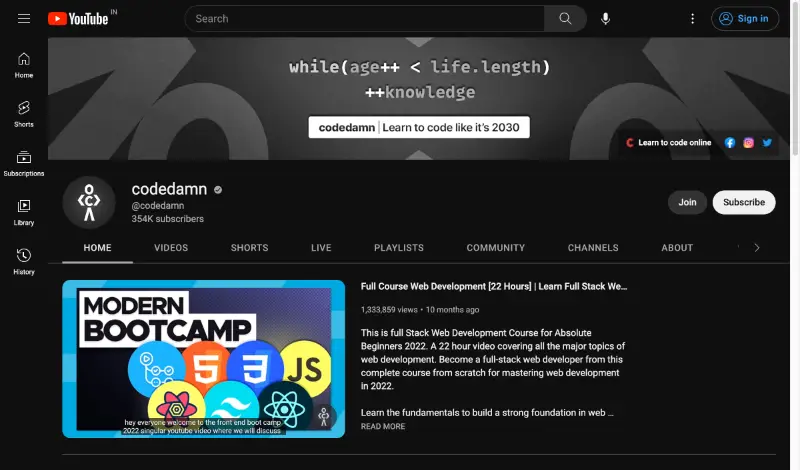 YouTube IN
Search
Sign in
Home
Shorts
Subscriptions
Library
History
while(age++ < life.length)
++knowledge
codedamn | Learn to code like it's 2030
Learn to code online
codedamn
@codedamn
354K subscribers
Join
Subscribe
HOME VIDEOS SHORTS LIVE PLAYLISTS COMMUNITY CHANNELS ABOUT
MODERN
BOOTCAMP
JS
hey everyone welcome to the front end boot camp
2022 singular youtube video where we will discuss
Full Course Web Development [22 Hours] | Learn Full Stack We...
1,333,859 views • 10 months ago
This is full Stack Web Development Course for Absolute
Beginners 2022. A 22 hour video covering all the major topics of
web development. Become a full-stack web developer from this
complete course from scratch for mastering web development
in 2022.
Learn the fundamentals to build a strong foundation in web ...
READ MORE